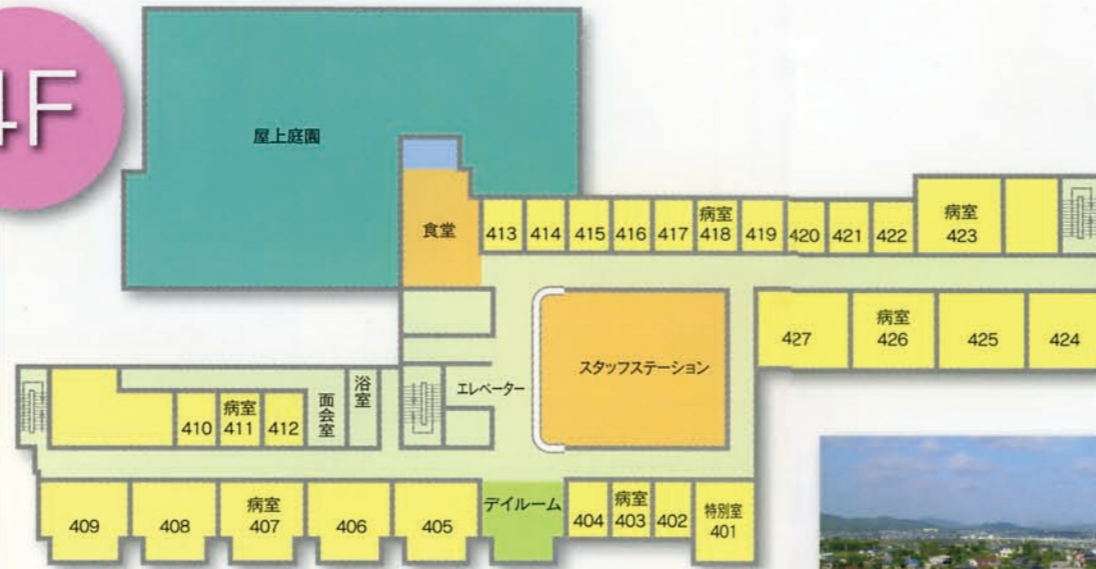 4F
屋上庭園
食堂
413 414 415 416 417
病室
418
419 420 421 422
病室
423
427
病室
426
425
424
スタッフステーション
エレベーター
浴室
面会室
410
病室
411
412
409
408
病室
407
406
405
デイルーム
404
病室
403
402
特別室
401